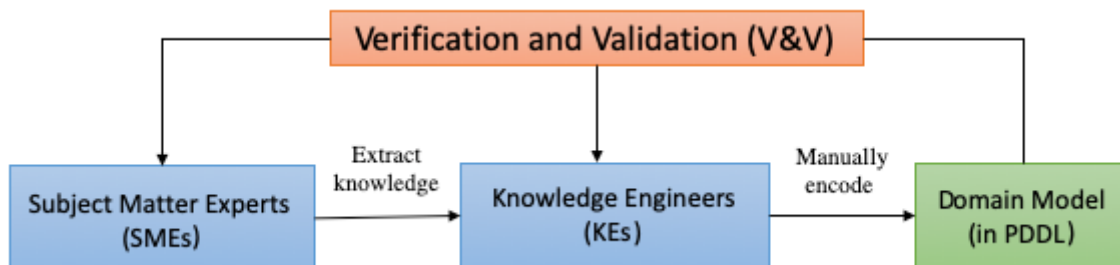 Verification and Validation (V&V)
Extract
knowledge
Manually
encode
Subject Matter Experts
(SMEs)
Knowledge Engineers
(KEs)
Domain Model
(in PDDL)